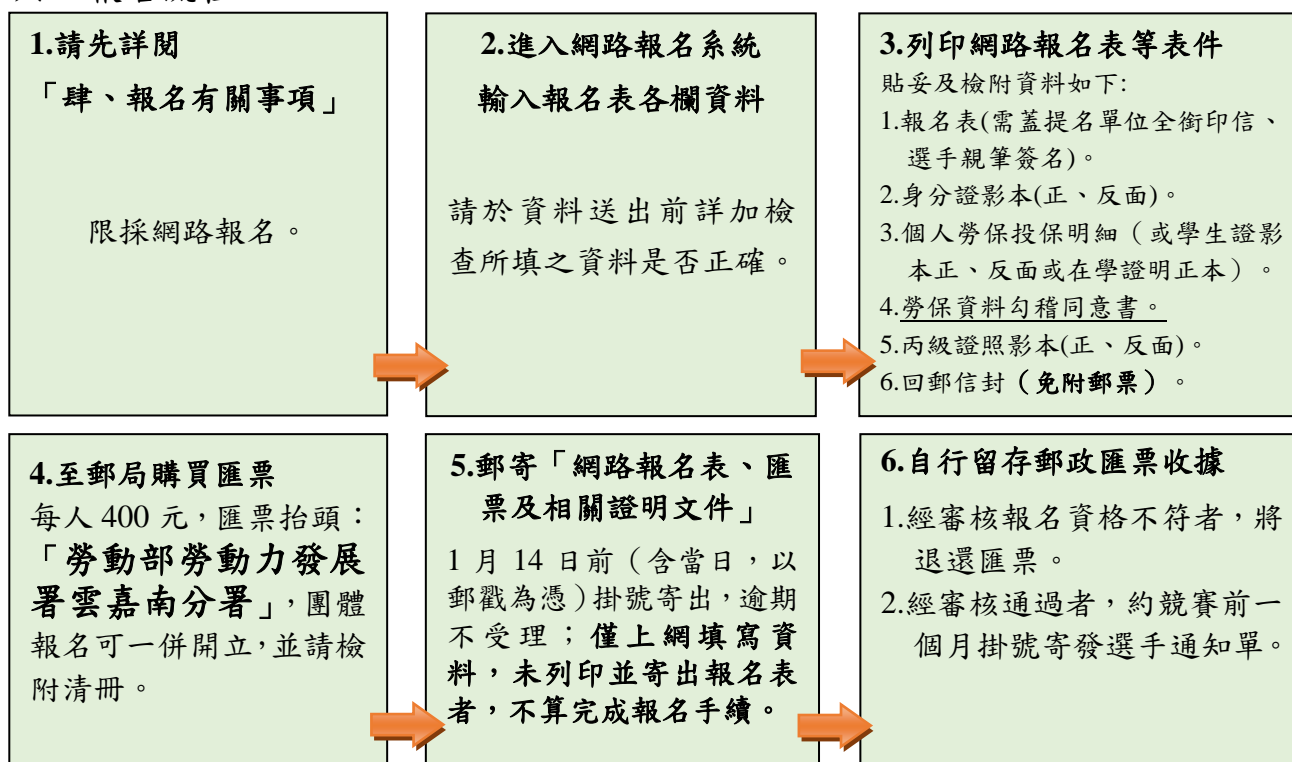 1.請先詳閱
「肆、報名有關事項」
限採網路報名。
2.進入網路報名系統
輸入報名表各欄資料
請於資料送出前詳加檢
查所填之資料是否正確。
3.列印網路報名表等表件
貼妥及檢附資料如下:
1.報名表(需蓋提名單位全銜印信、
選手親筆簽名)。
2.身分證影本(正、反面)。
3.個人勞保投保明細（或學生證影
本正、反面或在學證明正本）。
4.勞保資料勾稽同意書。
5.丙級證照影本(正、反面)。
6.回郵信封（免附郵票）。
4.至郵局購買匯票
每人 400 元，匯票抬頭：
「勞動部勞動力發展
署雲嘉南分署」，團體
報名可一併開立，並請檢
附清冊。
5.郵寄「網路報名表、匯
票及相關證明文件」
1 月 14 日前（含當日，以
郵戳為憑）掛號寄出，逾期
不受理；僅上網填寫資
料，未列印並寄出報名表
者，不算完成報名手續。
6.自行留存郵政匯票收據
1.經審核報名資格不符者，將
退還匯票。
2.經審核通過者，約競賽前一
個月掛號寄發選手通知單。